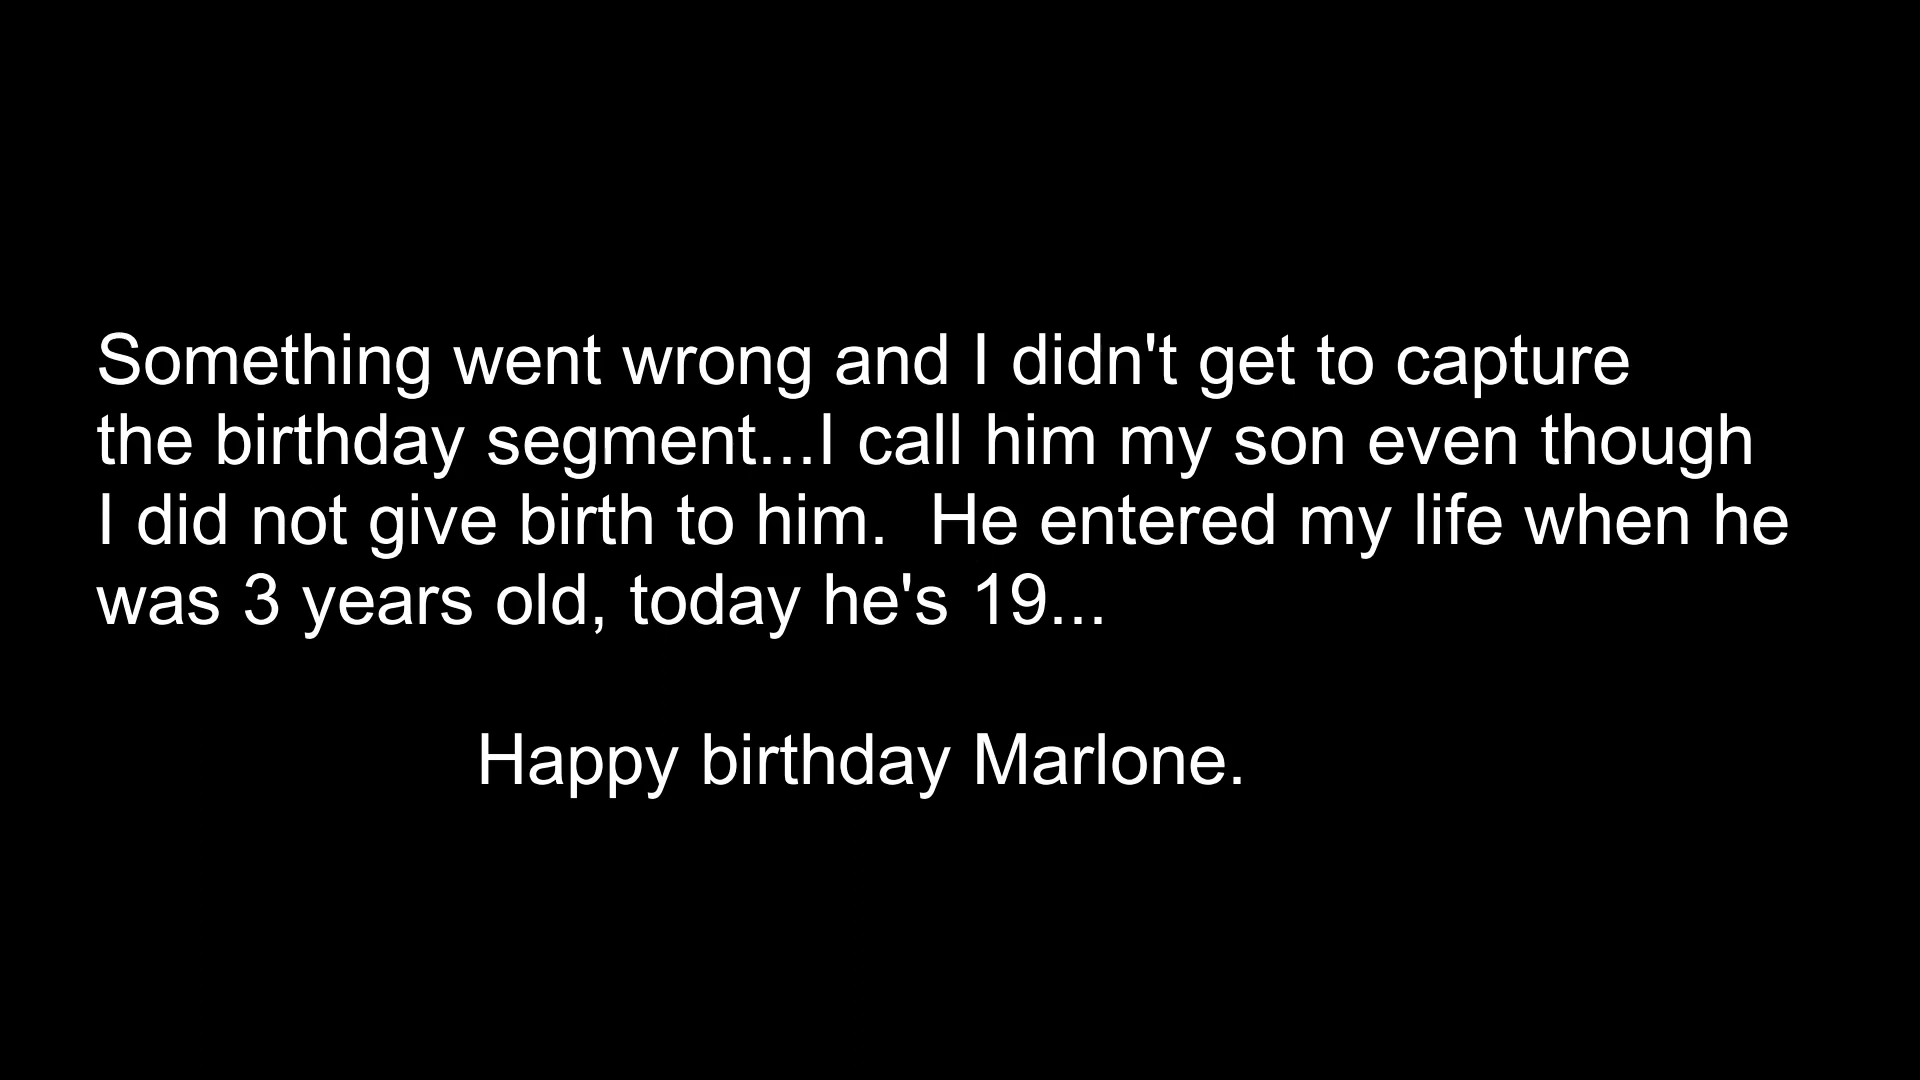 Something went wrong and I didn't get to capture
the birthday segment...I call him my son even though
I did not give birth to him.  He entered my life when he
was 3 years old, today he's 19...
Happy birthday Marlone.